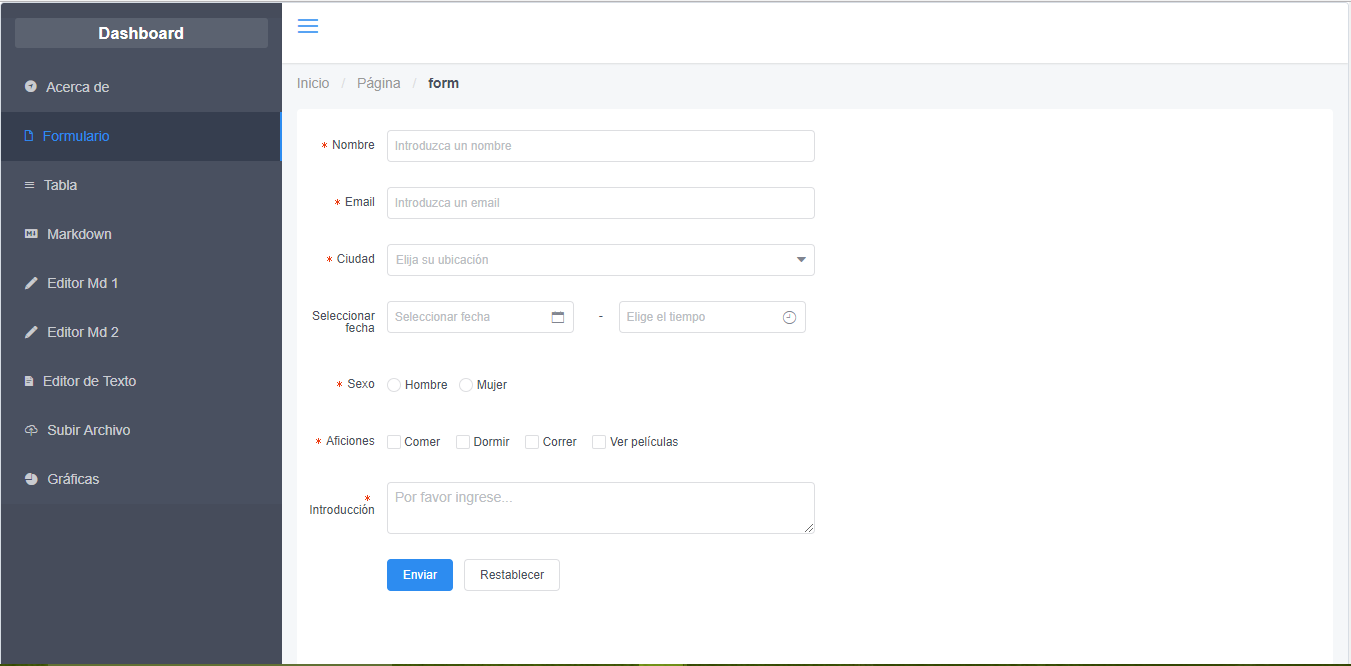 Dashboard
Acerca de
Formulario
Tabla
Markdown
Editor Md 1
Editor Md 2
Editor de Texto
Subir Archivo
Gráficas
Inicio / Página / form
* Nombre Introduzca un nombre
* Email Introduzca un email
* Ciudad Elija su ubicación
Seleccionar fecha Seleccionar fecha - Elige el tiempo
* Sexo Hombre Mujer
* Aficiones Comer Dormir Correr Ver películas
* Introducción Por favor ingrese...
Enviar Restablecer